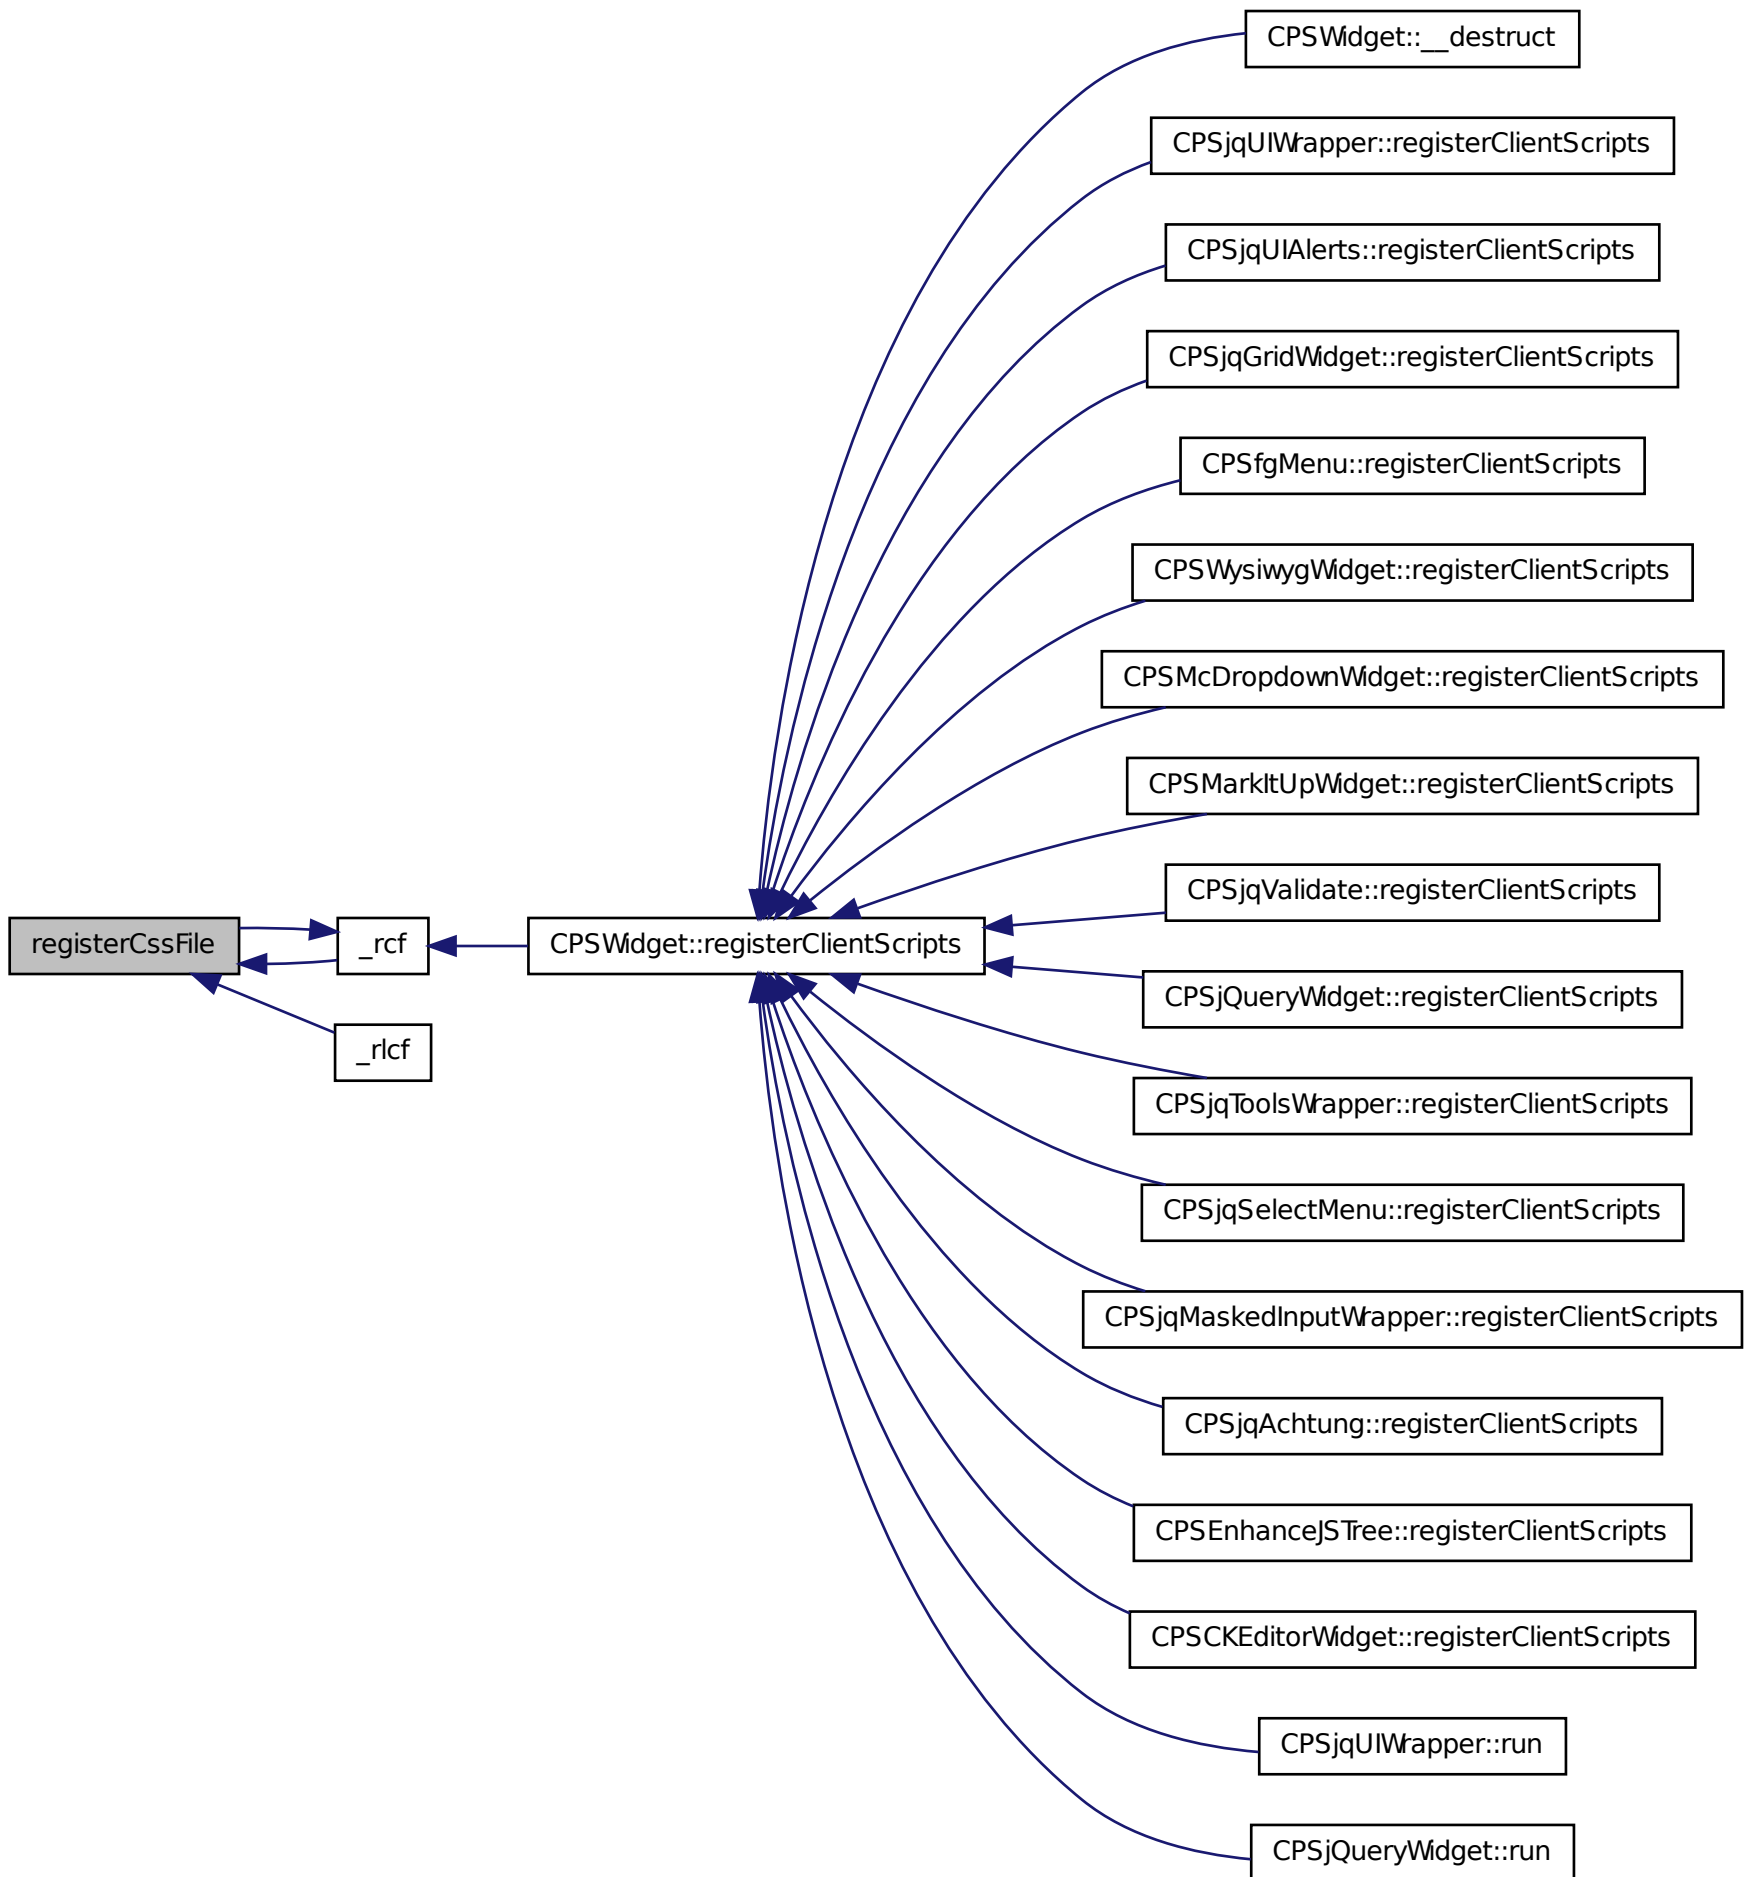 CPSWidget::__destruct
CPSjqUIWrapper::registerClientScripts
CPSjqUIAlerts::registerClientScripts
CPSjqGridWidget::registerClientScripts
CPSfgMenu::registerClientScripts
CPSWysiwygWidget::registerClientScripts
CPSMcDropdownWidget::registerClientScripts
CPSMarkItUpWidget::registerClientScripts
CPSjqValidate::registerClientScripts
registerCssFile
_rcf
CPSWidget::registerClientScripts
CPSjQueryWidget::registerClientScripts
_rlcf
CPSjqToolsWrapper::registerClientScripts
CPSjqSelectMenu::registerClientScripts
CPSjqMaskedInputWrapper::registerClientScripts
CPSjqAchtung::registerClientScripts
CPSEnhanceJSTree::registerClientScripts
CPSCKEditorWidget::registerClientScripts
CPSjqUIWrapper::run
CPSjQueryWidget::run